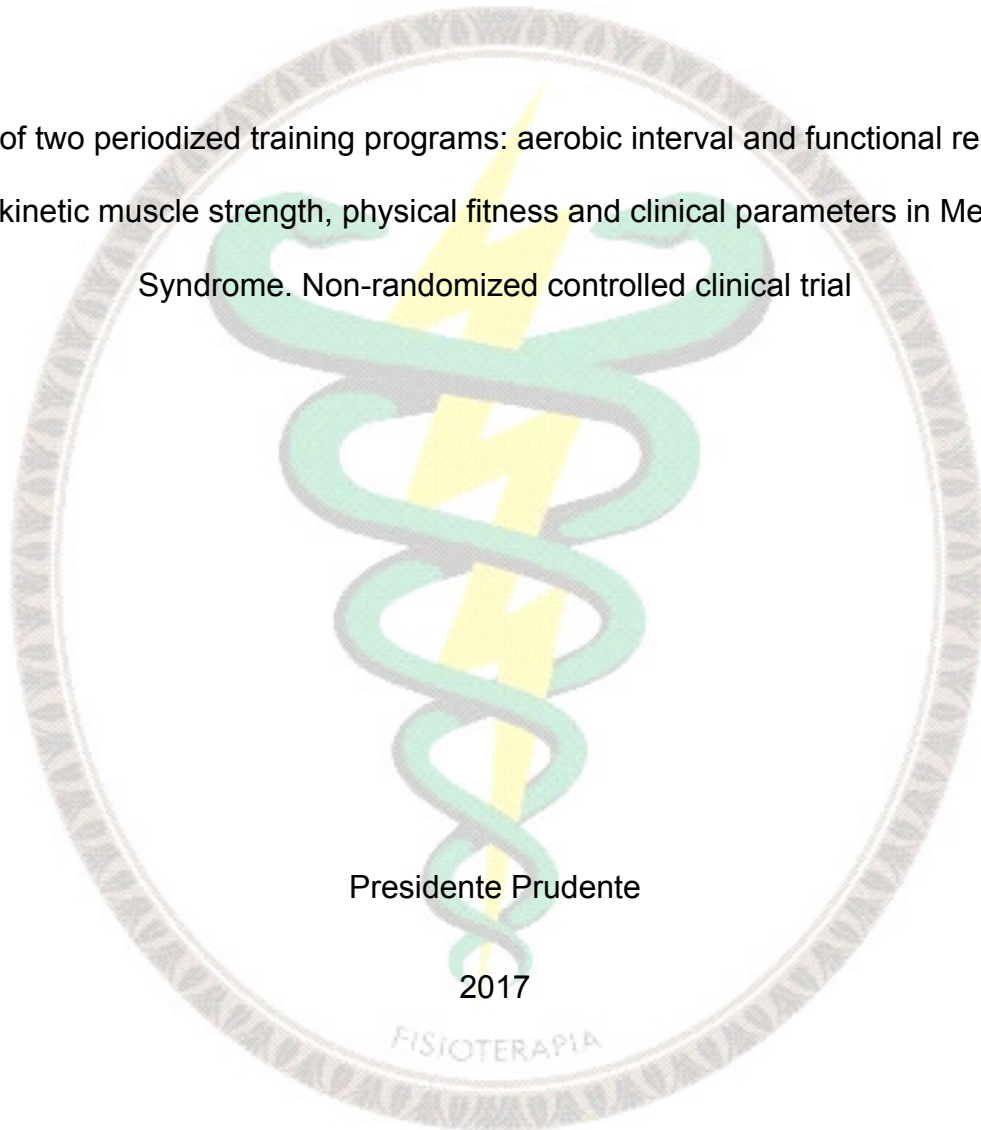 of two periodized training programs: aerobic interval and functional re
kinetic muscle strength, physical fitness and clinical parameters in Me
Syndrome. Non-randomized controlled clinical trial
Presidente Prudente
2017
FISIOTERAPIA